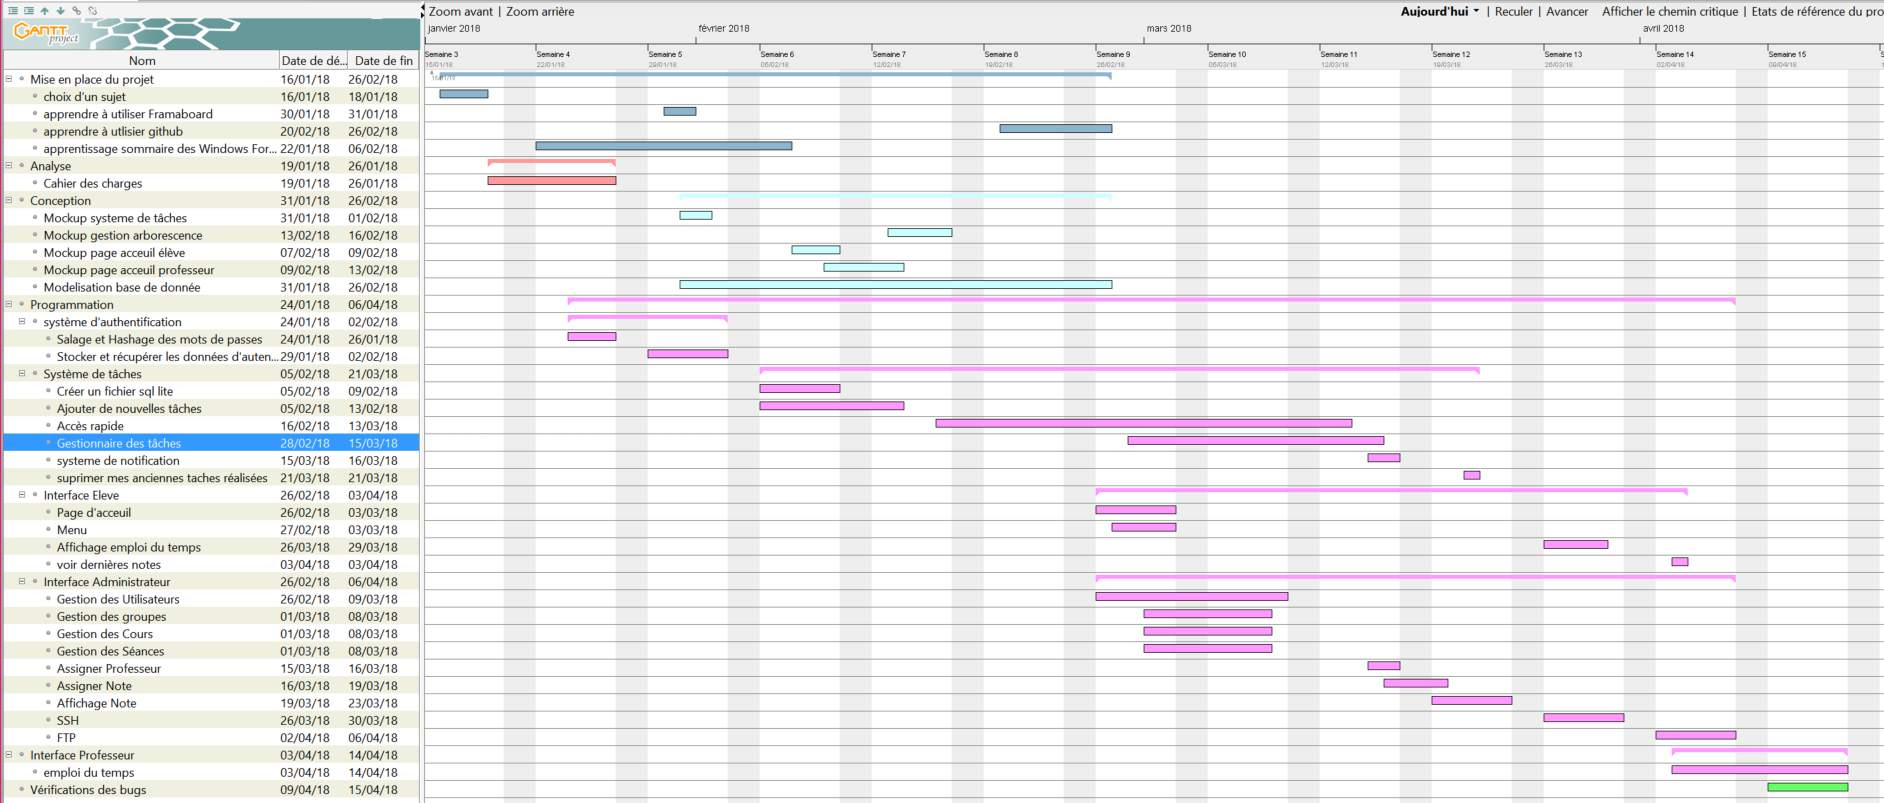 Zoom avant | Zoom arrière
Aujourd'hui | Reculer | Avancer Afficher le chemin critique | Etats de référence du pro
GANTT project
janvier 2018 février 2018 mars 2018 avril 2018
Nom Date de dé... Date de fin
Semaine 3 Semaine 4 Semaine 5 Semaine 6 Semaine 7 Semaine 8 Semaine 9 Semaine 10 Semaine 11 Semaine 12 Semaine 13 Semaine 14 Semaine 15
15/01/18 22/01/18 29/01/18 05/02/18 12/02/18 19/02/18 26/02/18 05/03/18 12/03/18 19/03/18 26/03/18 02/04/18 09/04/18
Mise en place du projet 16/01/18 26/02/18
choix d'un sujet 16/01/18 18/01/18
apprendre à utiliser Framaboard 30/01/18 31/01/18
apprendre à utlisier github 20/02/18 26/02/18
apprentissage sommaire des Windows For... 22/01/18 06/02/18
Analyse 19/01/18 26/01/18
Cahier des charges 19/01/18 26/01/18
Conception 31/01/18 26/02/18
Mockup systeme de tâches 31/01/18 01/02/18
Mockup gestion arborescence 13/02/18 16/02/18
Mockup page acceuil élève 07/02/18 09/02/18
Mockup page acceuil professeur 09/02/18 13/02/18
Modelisation base de donnée 31/01/18 26/02/18
Programmation 24/01/18 06/04/18
système d'authentification 24/01/18 02/02/18
Salage et Hashage des mots de passes 24/01/18 26/01/18
Stocker et récupérer les données d'auten... 29/01/18 02/02/18
Système de tâches 05/02/18 21/03/18
Créer un fichier sql lite 05/02/18 09/02/18
Ajouter de nouvelles tâches 05/02/18 13/02/18
Accès rapide 16/02/18 13/03/18
Gestionnaire des tâches 28/02/18 15/03/18
systeme de notification 15/03/18 16/03/18
suprimer mes anciennes taches réalisées 21/03/18 21/03/18
Interface Eleve 26/02/18 03/04/18
Page d'acceuil 26/02/18 03/03/18
Menu 27/02/18 03/03/18
Affichage emploi du temps 26/03/18 29/03/18
voir dernières notes 03/04/18 03/04/18
Interface Administrateur 26/02/18 06/04/18
Gestion des Utilisateurs 26/02/18 09/03/18
Gestion des groupes 01/03/18 08/03/18
Gestion des Cours 01/03/18 08/03/18
Gestion des Séances 01/03/18 08/03/18
Assigner Professeur 15/03/18 16/03/18
Assigner Note 16/03/18 19/03/18
Affichage Note 19/03/18 23/03/18
SSH 26/03/18 30/03/18
FTP 02/04/18 06/04/18
Interface Professeur 03/04/18 14/04/18
emploi du temps 03/04/18 14/04/18
Vérifications des bugs 09/04/18 15/04/18